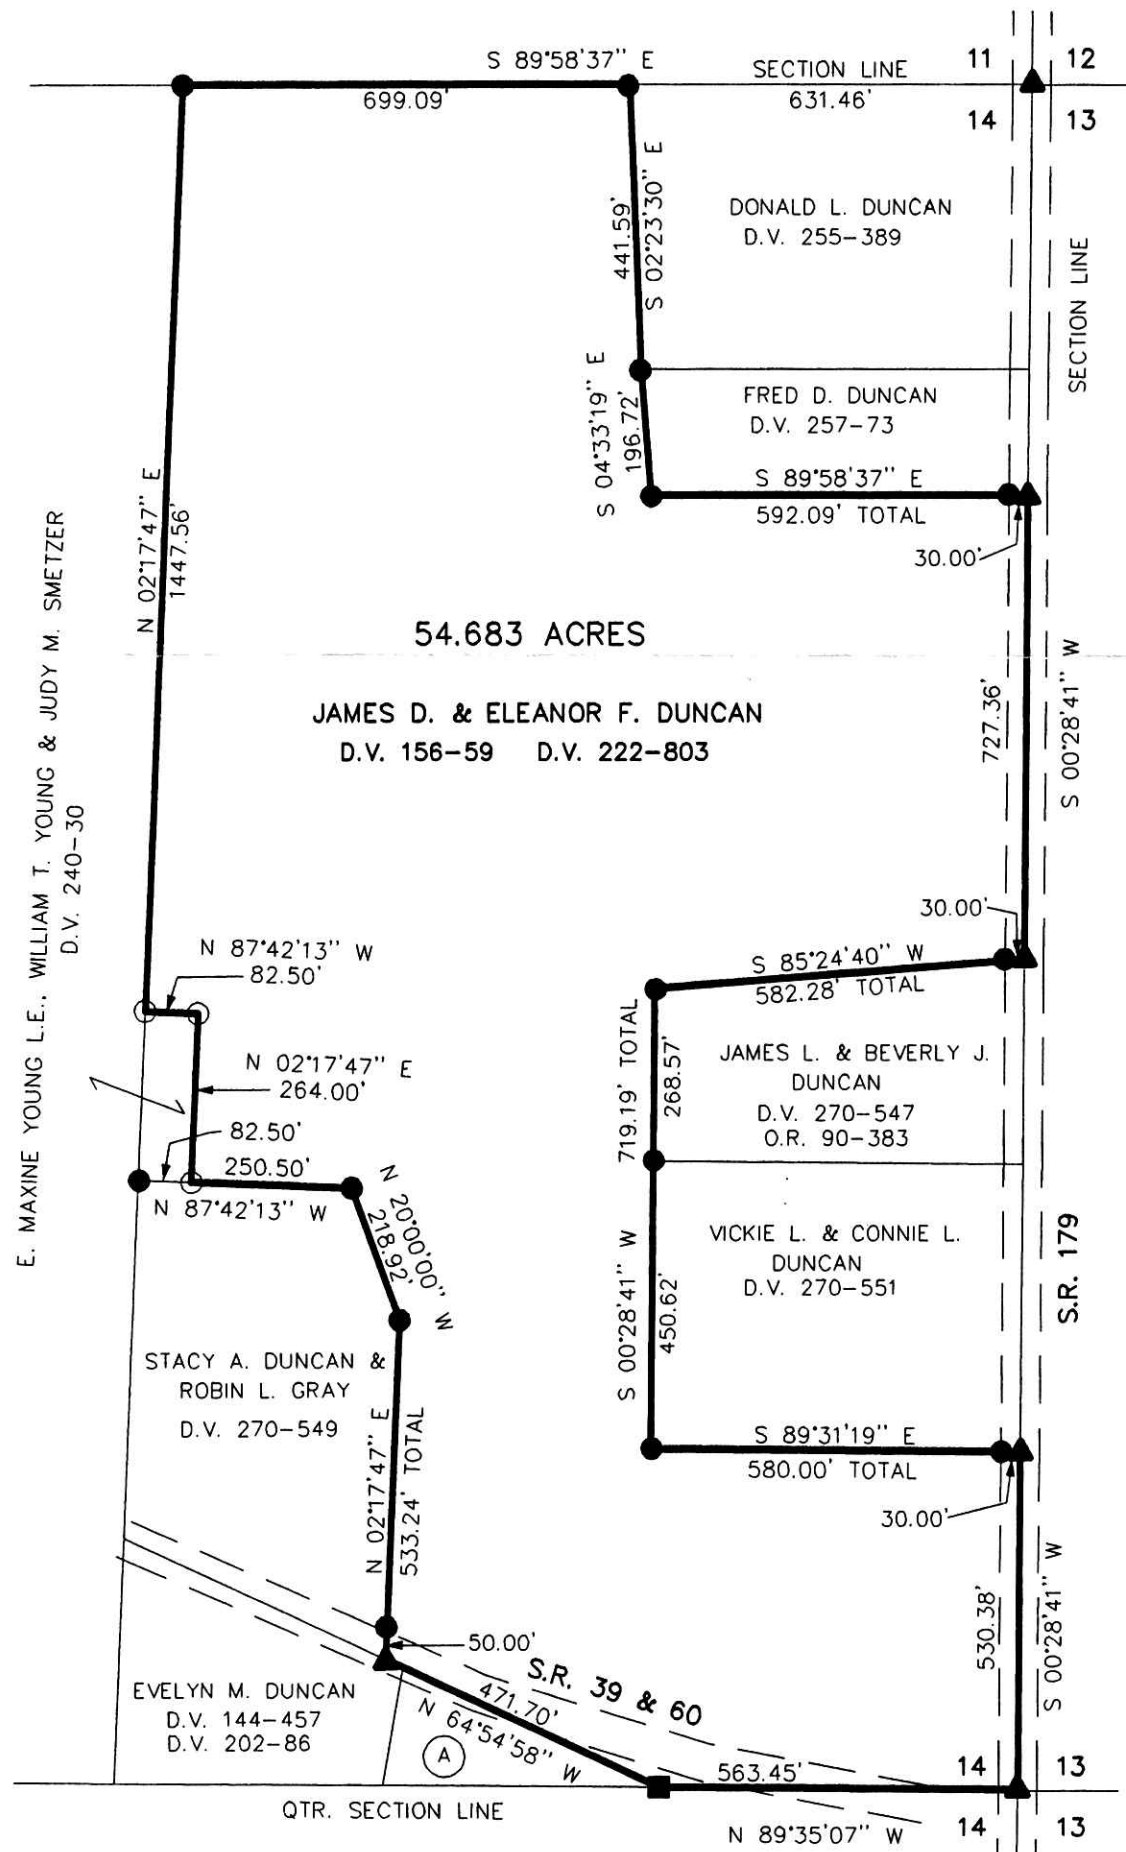 S 89°58'37" E
699.09'
SECTION LINE
631.46'
11
12
14
13
441.59'
S 02°23'30" E
DONALD L. DUNCAN
D.V. 255-389
SECTION LINE
S 04°33'19" E
196.72'
FRED D. DUNCAN
D.V. 257-73
S 89°58'37" E
592.09' TOTAL
30.00'
N 02°17'47" E
1447.56'
E. MAXINE YOUNG L.E., WILLIAM T. YOUNG & JUDY M. SMETZER
D.V. 240-30
54.683 ACRES
JAMES D. & ELEANOR F. DUNCAN
D.V. 156-59 D.V. 222-803
727.36'
S 00°28'41" W
30.00'
N 87°42'13" W
82.50'
S 85°24'40" W
582.28' TOTAL
N 02°17'47" E
264.00'
719.19' TOTAL
268.57'
JAMES L. & BEVERLY J.
DUNCAN
D.V. 270-547
O.R. 90-383
82.50'
250.50'
N 87°42'13" W
N 20°00'00" W
218.92'
S 00°28'41" W
450.62'
VICKIE L. & CONNIE L.
DUNCAN
D.V. 270-551
S.R. 179
STACY A. DUNCAN &
ROBIN L. GRAY
D.V. 270-549
N 02°17'47" E
533.24' TOTAL
S 89°31'19" E
580.00' TOTAL
30.00'
530.38'
S 00°28'41" W
50.00'
S.R. 39 & 60
471.70'
N 64°54'58" W
EVELYN M. DUNCAN
D.V. 144-457
D.V. 202-86
A
563.45'
14
13
QTR. SECTION LINE
N 89°35'07" W
14
13